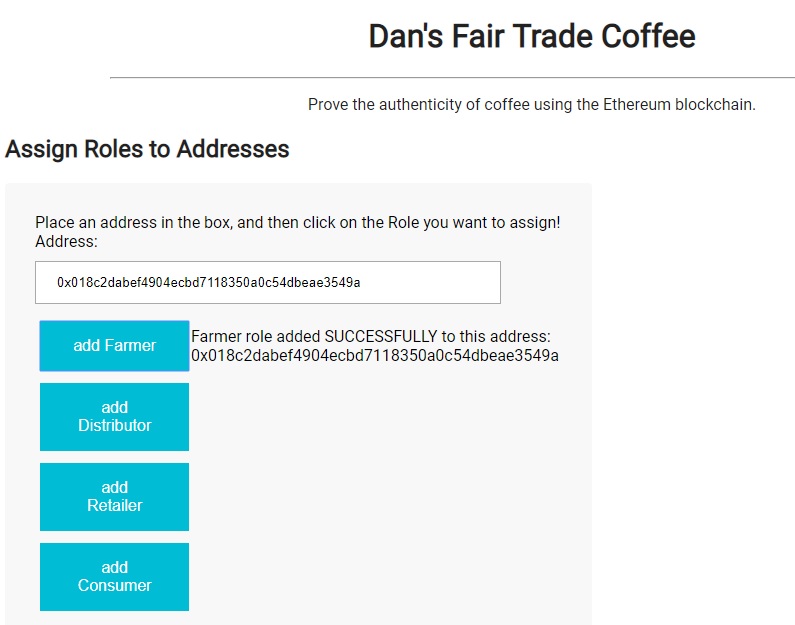 Dan's Fair Trade Coffee
Prove the authenticity of coffee using the Ethereum blockchain.
Assign Roles to Addresses
Place an address in the box, and then click on the Role you want to assign!
Address:
0x018c2dabef4904ecbd7118350a0c54dbeae3549a
add Farmer
Farmer role added SUCCESSFULLY to this address:
0x018c2dabef4904ecbd7118350a0c54dbeae3549a
add
Distributor
add
Retailer
add
Consumer